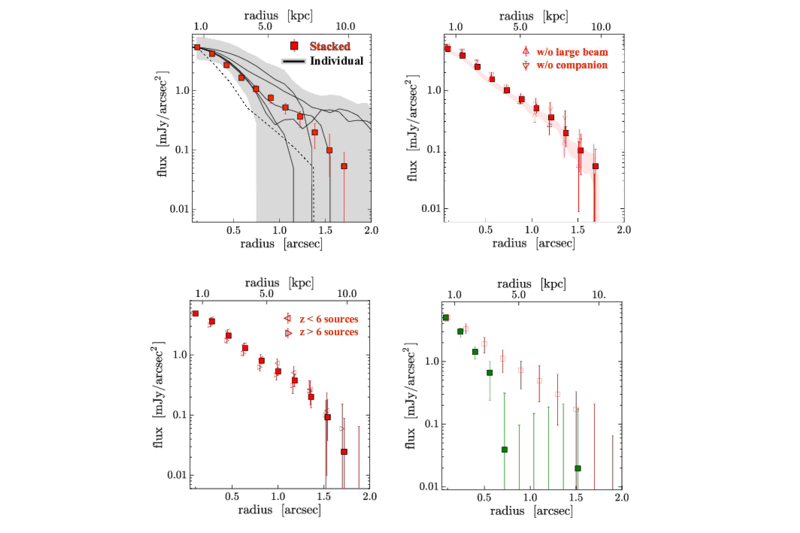 radius [kpc]
1.0 5.0 10.0
Stacked
Individual
flux [mJy/arcsec2]
1.0
0.1
0.01
0.5 1.0 1.5 2.0
radius [arcsec]
radius [kpc]
1.0 5.0 10.0
w/o large beam
w/o companion
flux [mJy/arcsec2]
1.0
0.1
0.01
0.5 1.0 1.5 2.0
radius [arcsec]
radius [kpc]
1.0 5.0 10.0
z < 6 sources
z > 6 sources
flux [mJy/arcsec2]
1.0
0.1
0.01
0.5 1.0 1.5 2.0
radius [arcsec]
radius [kpc]
1.0 5.0 10.
flux [mJy/arcsec2]
1.0
0.1
0.01
0.5 1.0 1.5 2.0
radius [arcsec]